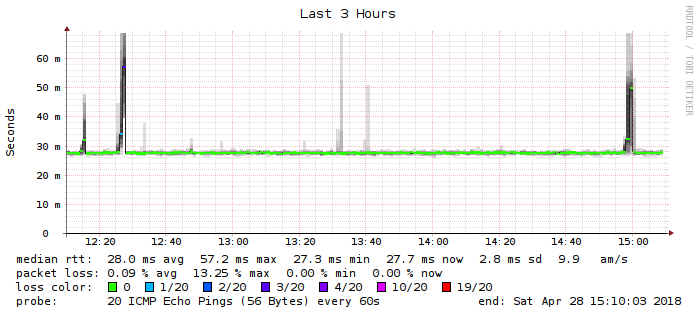 Last 3 Hours
RRDTOOL / TOBI OETIKER
Seconds
60 m
50 m
40 m
30 m
20 m
10 m
0
12:20 12:40 13:00 13:20 13:40 14:00 14:20 14:40 15:00
median rtt: 28.0 ms avg 57.2 ms max 27.3 ms min 27.7 ms now 2.8 ms sd 9.9 am/s
packet loss: 0.09 % avg 13.25 % max 0.00 % min 0.00 % now
loss color: 0 1/20 2/20 3/20 4/20 10/20 19/20
probe: 20 ICMP Echo Pings (56 Bytes) every 60s end: Sat Apr 28 15:10:03 2018